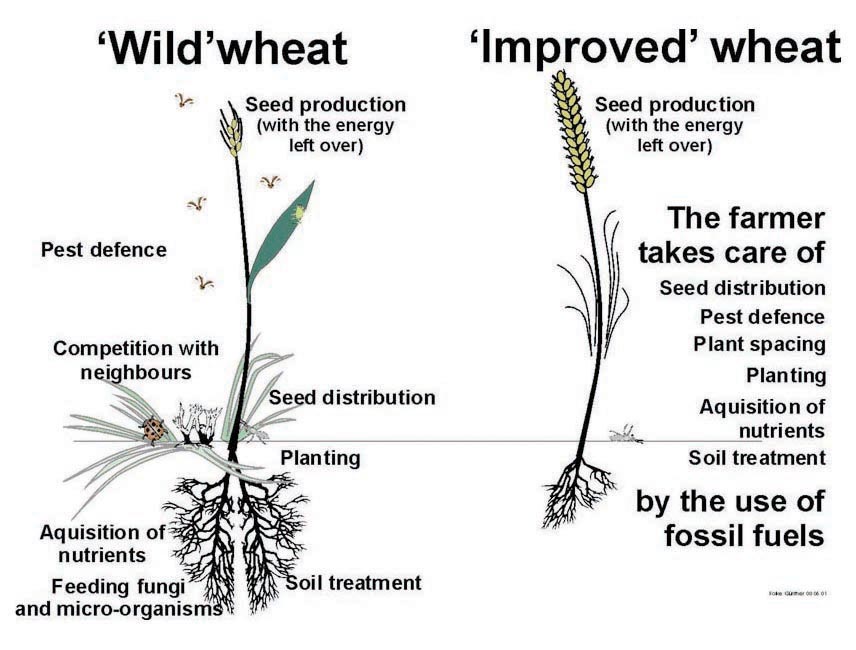 ‘Wild’wheat
Seed production
(with the energy
left over)
Pest defence
Competition with
neighbours
Seed distribution
Planting
Aquisition of
nutrients
Feeding fungi
and micro-organisms
Soil treatment
‘Improved’ wheat
Seed production
(with the energy
left over)
The farmer
takes care of
Seed distribution
Pest defence
Plant spacing
Planting
Aquisition of
nutrients
Soil treatment
by the use of
fossil fuels
Folke Günther